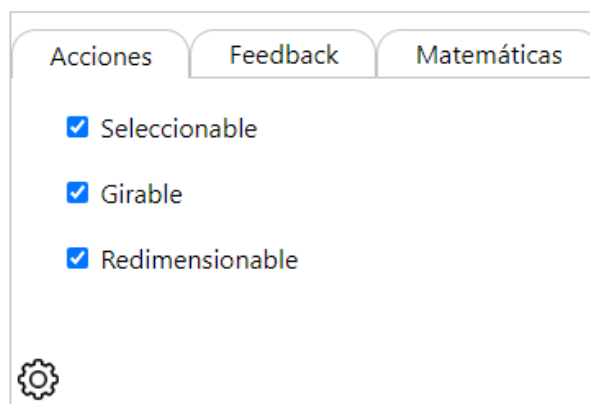 Acciones Feedback Matemáticas
Seleccionable
Girable
Redimensionable